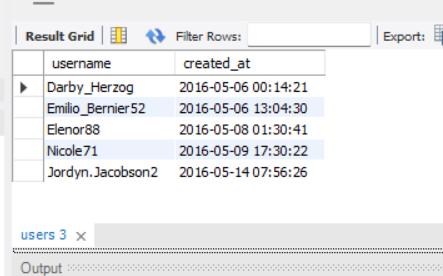 Result Grid Filter Rows: Export:
username created_at
Darby_Herzog 2016-05-06 00:14:21
Emilio_Bernier52 2016-05-06 13:04:30
Elenor88 2016-05-08 01:30:41
Nicole71 2016-05-09 17:30:22
Jordyn.Jacobson2 2016-05-14 07:56:26
users 3
Output